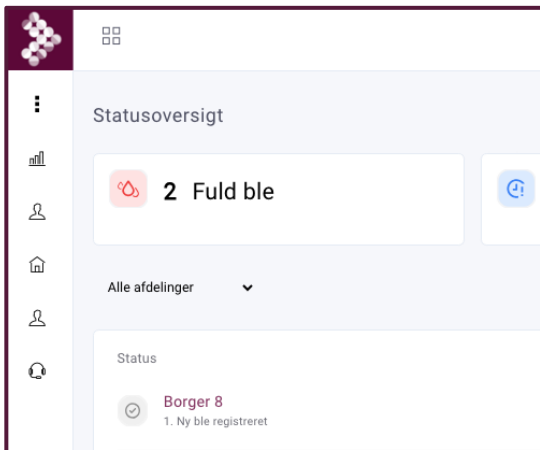 Statusoversigt
2 Fuld ble
Alle afdelinger
Status
Borger 8
1. Ny ble registreret